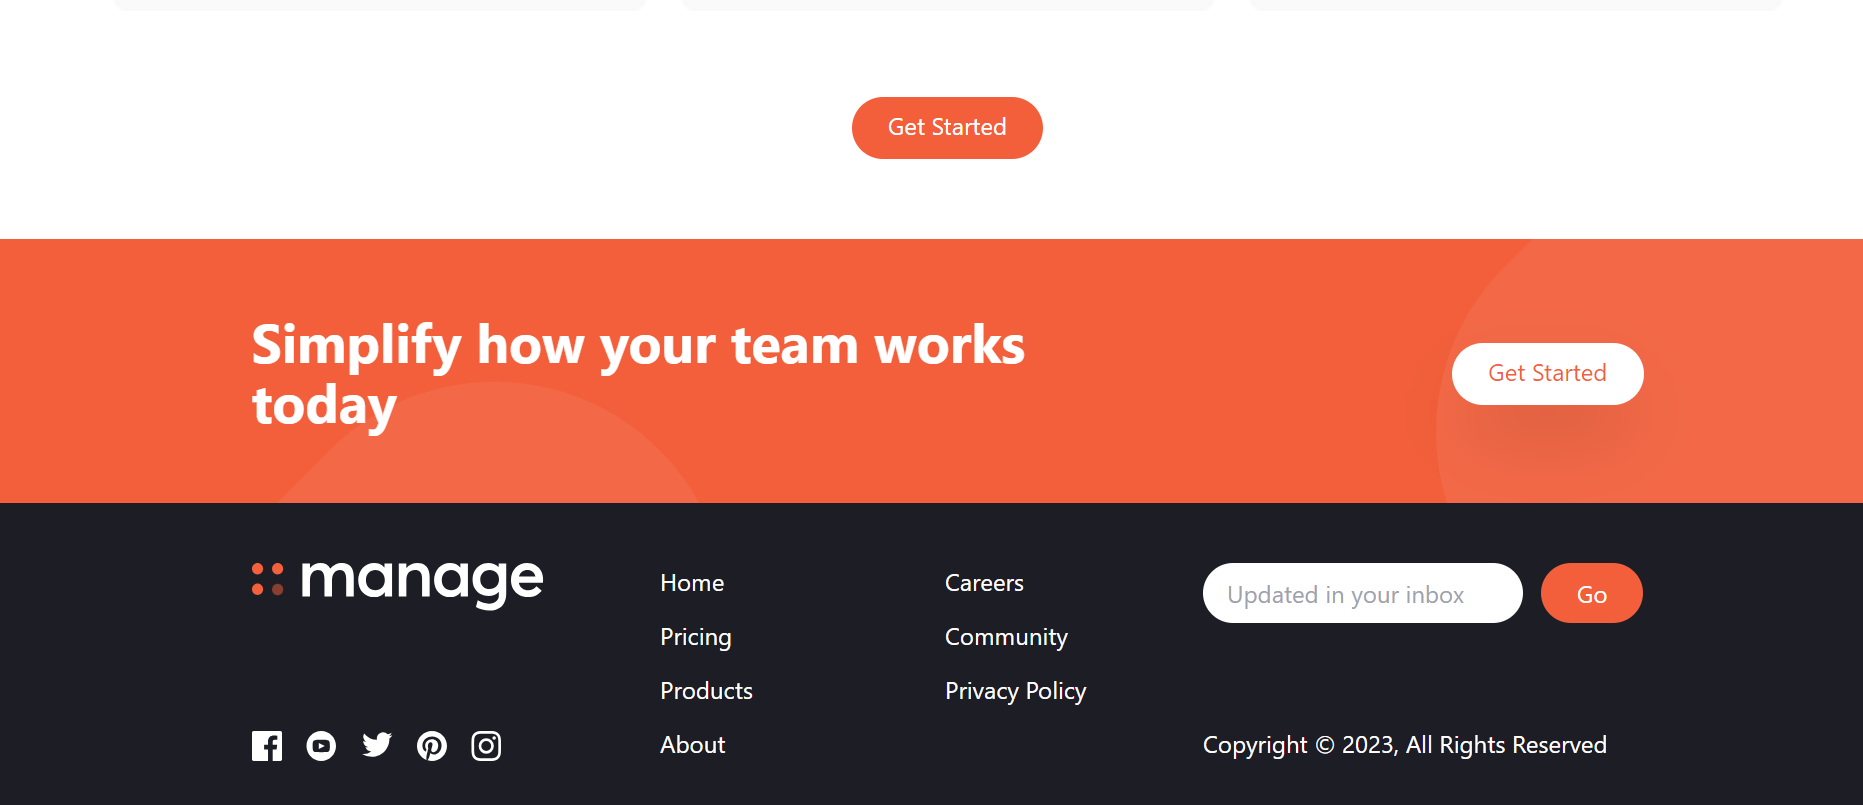 Get Started
Simplify how your team works
today
Get Started
manage
Home
Pricing
Products
About
Careers
Community
Privacy Policy
Updated in your inbox
Go
Copyright © 2023, All Rights Reserved